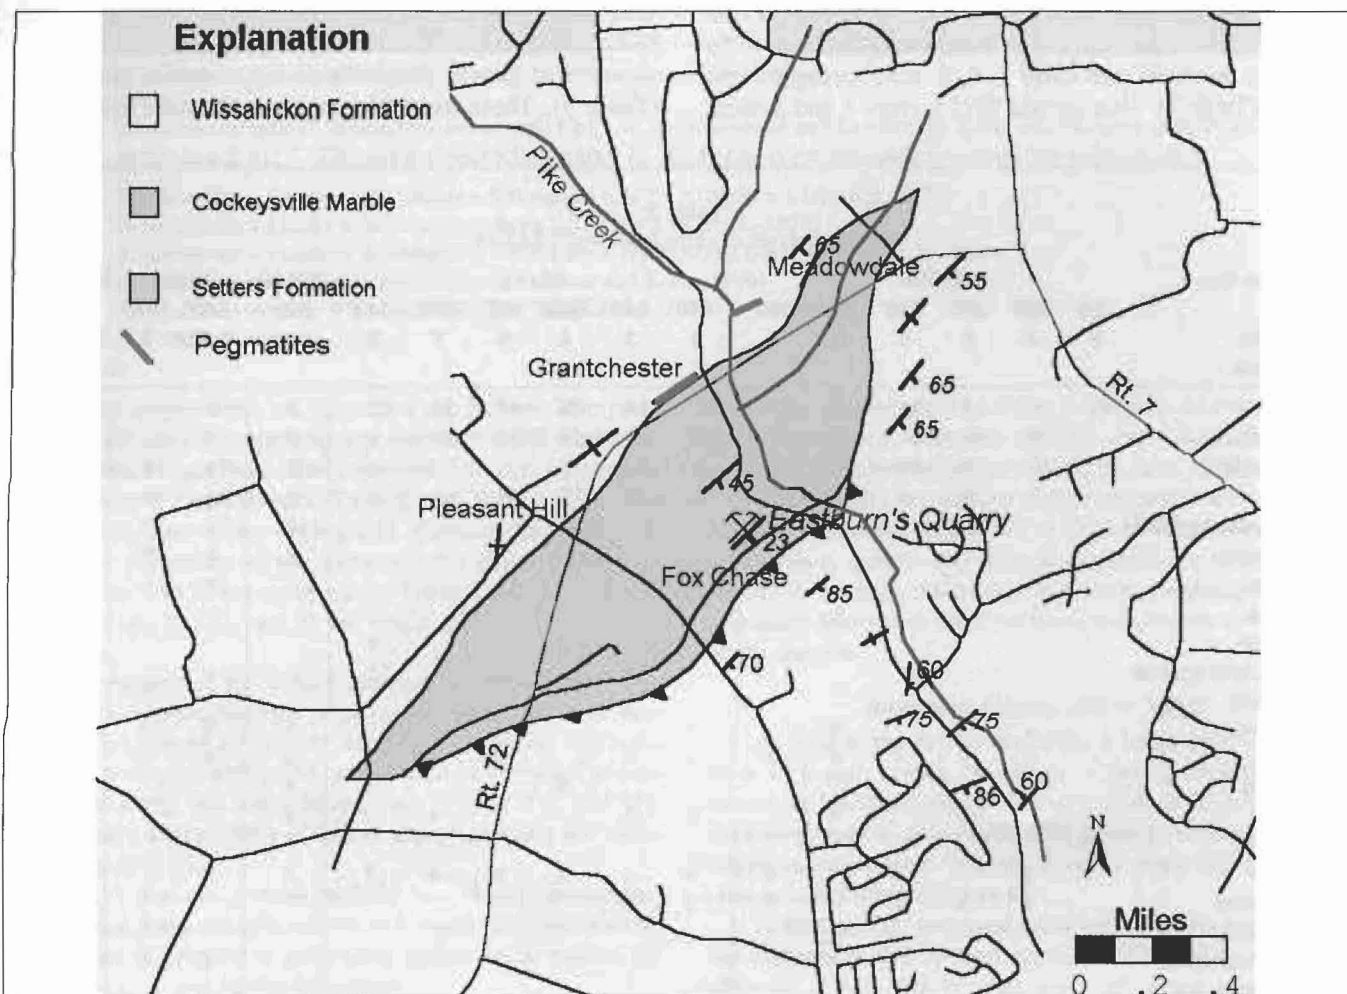 Explanation
Wissahickon Formation
Cockeysville Marble
Setters Formation
Pegmatites
Pike Creek
65
Meadowdale
55
Grantchester
65
Rt. 7
65
45
Pleasant Hill
Eastburn's Quarry
23
Fox Chase
85
70
60
75
75
Rt. 72
86
60
N
Miles
0 .2 .4